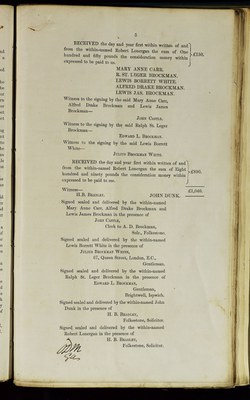 RECEIVED the day and year first within written of and
from the within-named Robert Lonergan the sum of One
hundred and fifty pounds the consideration money within
expressed to be paid to us.
£150.
MARY ANNE CARR.
R. ST. LEGER BROCKMAN.
LEWIS BORRETT WHITE.
ALFRED DRAKE BROCKMAN.
LEWIS JAS. BROCKMAN.
Witness to the signing by the said Mary Anne Carr,
Alfred Drake Brockman and Lewis James
Brockman—
JOHN CASTLE.
Witness to the signing by the said Ralph St. Leger
Brockman—
EDWARD L. BROCKMAN.
Witness to the signing by the said Lewis Borrett
White—
JULIUS BROCKMAN WHITE.
RECEIVED the day and year first within written of and
from the within-named Robert Lonergan the sum of Eight
hundred and ninety pounds the consideration money within
expressed to be paid to me.
£890.
£1,040.
Witness—
H. B. BRADLEY. JOHN DUNK.
Signed sealed and delivered by the within-named
Mary Anne Carr, Alfred Drake Brockman and
Lewis James Brockman in the presence of
JOHN CASTLE,
Clerk to A. D. Brockman,
Solr., Folkestone.
Signed sealed and delivered by the within-named
Lewis Borrett White in the presence of
JULIUS BROCKMAN WHITE,
Queen Street, London, E.C.,
Gentleman.
Signed sealed and delivered by the within-named
Ralph St. Leger Brockman in the presence of
EDWARD L. BROCKMAN,
Gentleman,
Brightwell, Ipswich.
Signed sealed and delivered by the within-named John
Dunk in the presence of
H. B. BRADLEY,
Folkestone, Solicitor.
Signed sealed and delivered by the within-named
Robert Lonergan in the presence of
H. B. BRADLEY,
Folkestone, Solicitor.